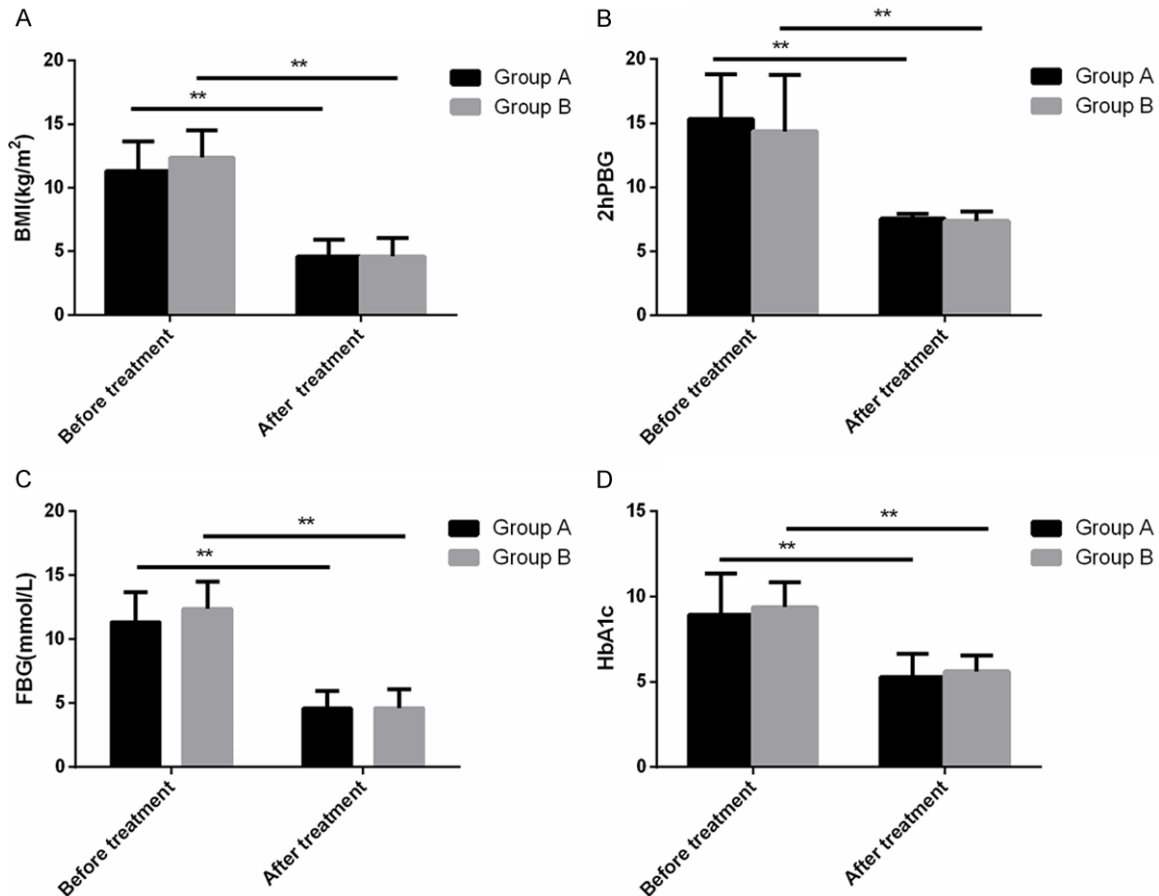 A
BMI(kg/m²)
20
15
10
5
0
**
**
Group A
Group B
Before treatment
After treatment
B
2hPBG
20
15
10
5
0
**
**
Group A
Group B
Before treatment
After treatment
C
FBG(mmol/L)
20
15
10
5
0
**
**
Group A
Group B
Before treatment
After treatment
D
HbA1c
15
10
5
0
**
**
Group A
Group B
Before treatment
After treatment